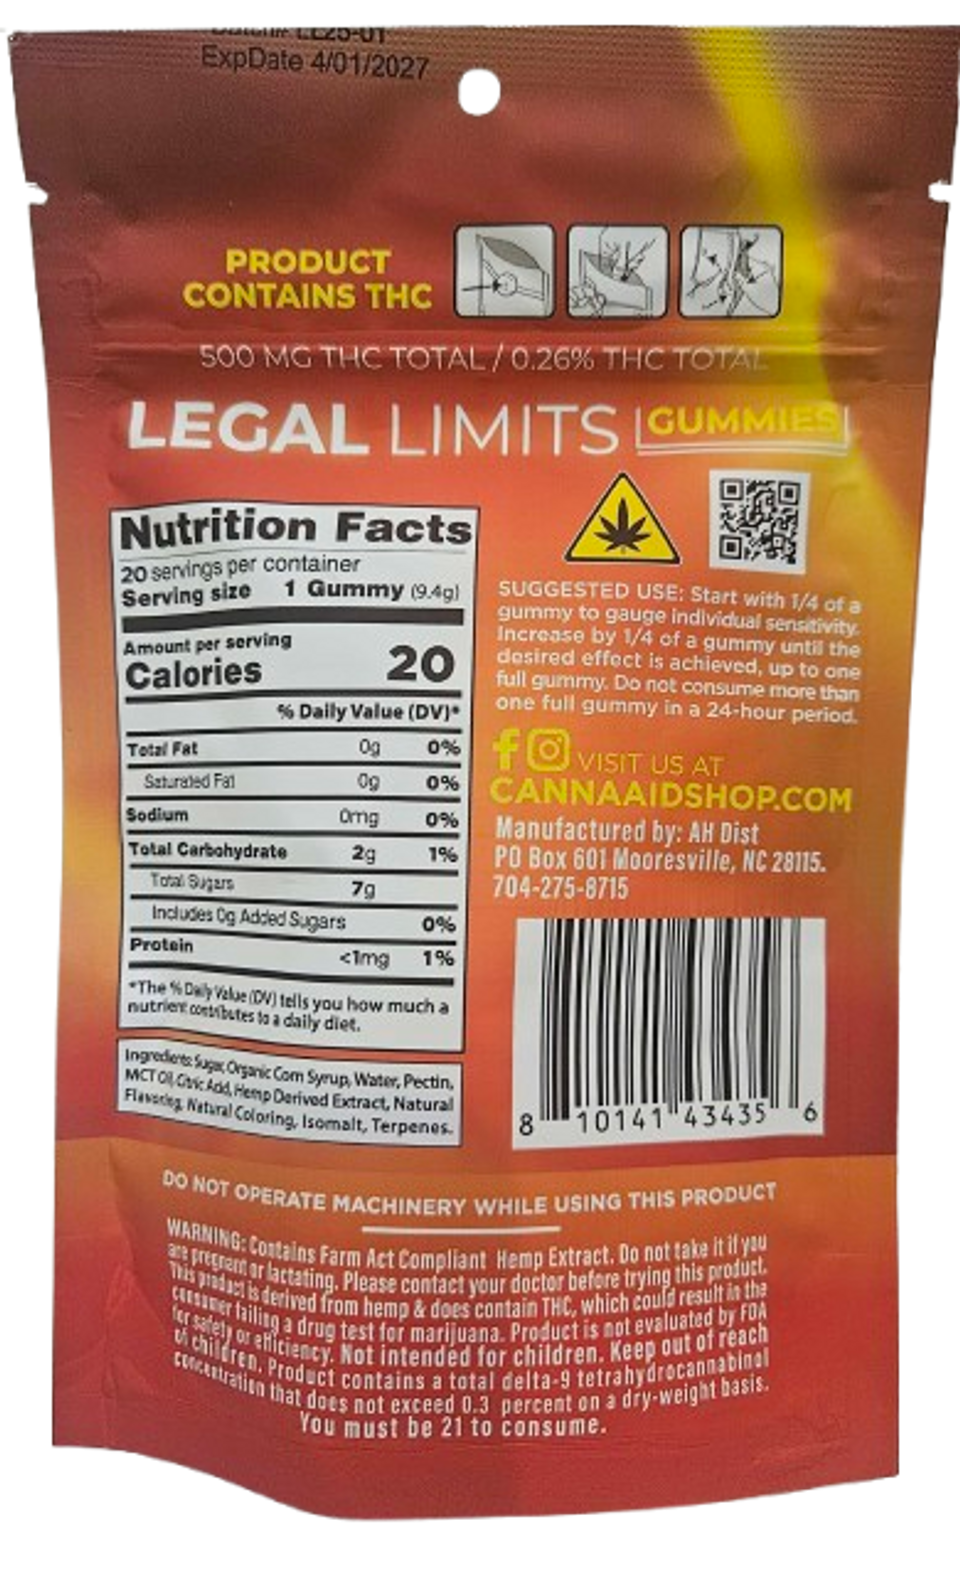 Batch# LL25-01
ExpDate 4/01/2027
PRODUCT
CONTAINS THC
500 MG THC TOTAL / 0.26% THC TOTAL
LEGAL LIMITS GUMMIES
Nutrition Facts
20 servings per container
Serving size 1 Gummy (9.4g)
Amount per serving
Calories 20
% Daily Value (DV)*
Total Fat 0g 0%
Saturated Fat 0g 0%
Sodium 0mg 0%
Total Carbohydrate 2g 1%
Total Sugars 7g
Includes 0g Added Sugars 0%
Protein <1mg 1%
*The % Daily Value (DV) tells you how much a
nutrient contributes to a daily diet.
Ingredients: Sugar, Organic Corn Syrup, Water, Pectin,
MCT Oil, Citric Acid, Hemp Derived Extract, Natural
Flavoring, Natural Coloring, Isomalt, Terpenes.
SUGGESTED USE: Start with 1/4 of a
gummy to gauge individual sensitivity.
Increase by 1/4 of a gummy until the
desired effect is achieved, up to one
full gummy. Do not consume more than
one full gummy in a 24-hour period.
VISIT US AT
CANNAAIDSHOP.COM
Manufactured by: AH Dist
PO Box 601 Mooresville, NC 28115.
704-275-8715
8 10141 43435 6
DO NOT OPERATE MACHINERY WHILE USING THIS PRODUCT
WARNING: Contains Farm Act Compliant Hemp Extract. Do not take it if you
are pregnant or lactating. Please contact your doctor before trying this product.
This product is derived from hemp & does contain THC, which could result in the
consumer failing a drug test for marijuana. Product is not evaluated by FDA
for safety or efficiency. Not intended for children. Keep out of reach
of children. Product contains a total delta-9 tetrahydrocannabinol
concentration that does not exceed 0.3 percent on a dry-weight basis.
You must be 21 to consume.